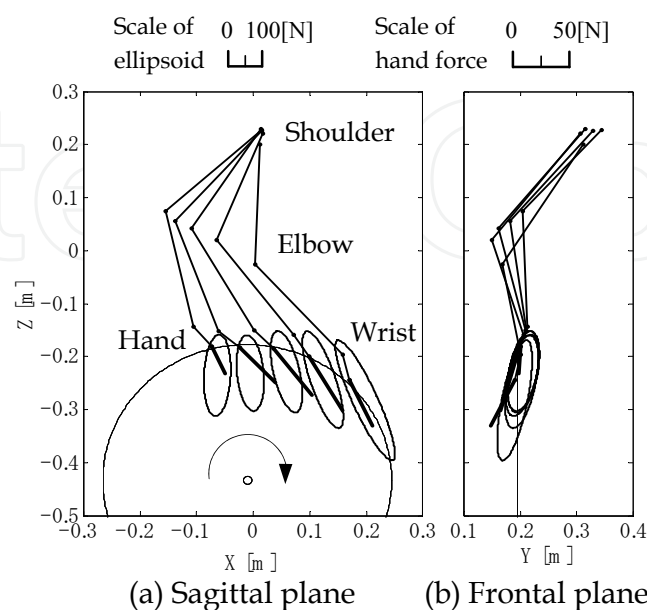 Scale of ellipsoid
0 100[N]
Scale of hand force
0 50[N]
0.3
0.2
0.1
0
-0.1
-0.2
-0.3
-0.4
-0.5
Z [m]
Shoulder
Elbow
Hand
Wrist
-0.3 -0.2 -0.1 0 0.1 0.2 0.3
X [m]
0.1 0.2 0.3 0.4
Y [m]
(a) Sagittal plane
(b) Frontal plane